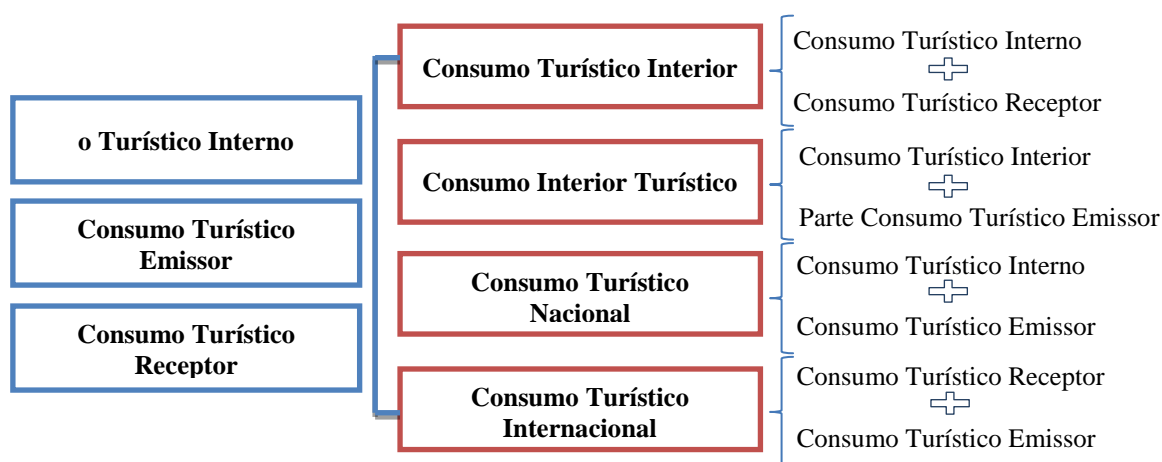 o Turístico Interno
Consumo Turístico
Emissor
Consumo Turístico
Receptor
Consumo Turístico Interior
Consumo Interior Turístico
Consumo Turístico
Nacional
Consumo Turístico
Internacional
Consumo Turístico Interno
Consumo Turístico Receptor
Consumo Turístico Interior
Parte Consumo Turístico Emissor
Consumo Turístico Interno
Consumo Turístico Emissor
Consumo Turístico Receptor
Consumo Turístico Emissor